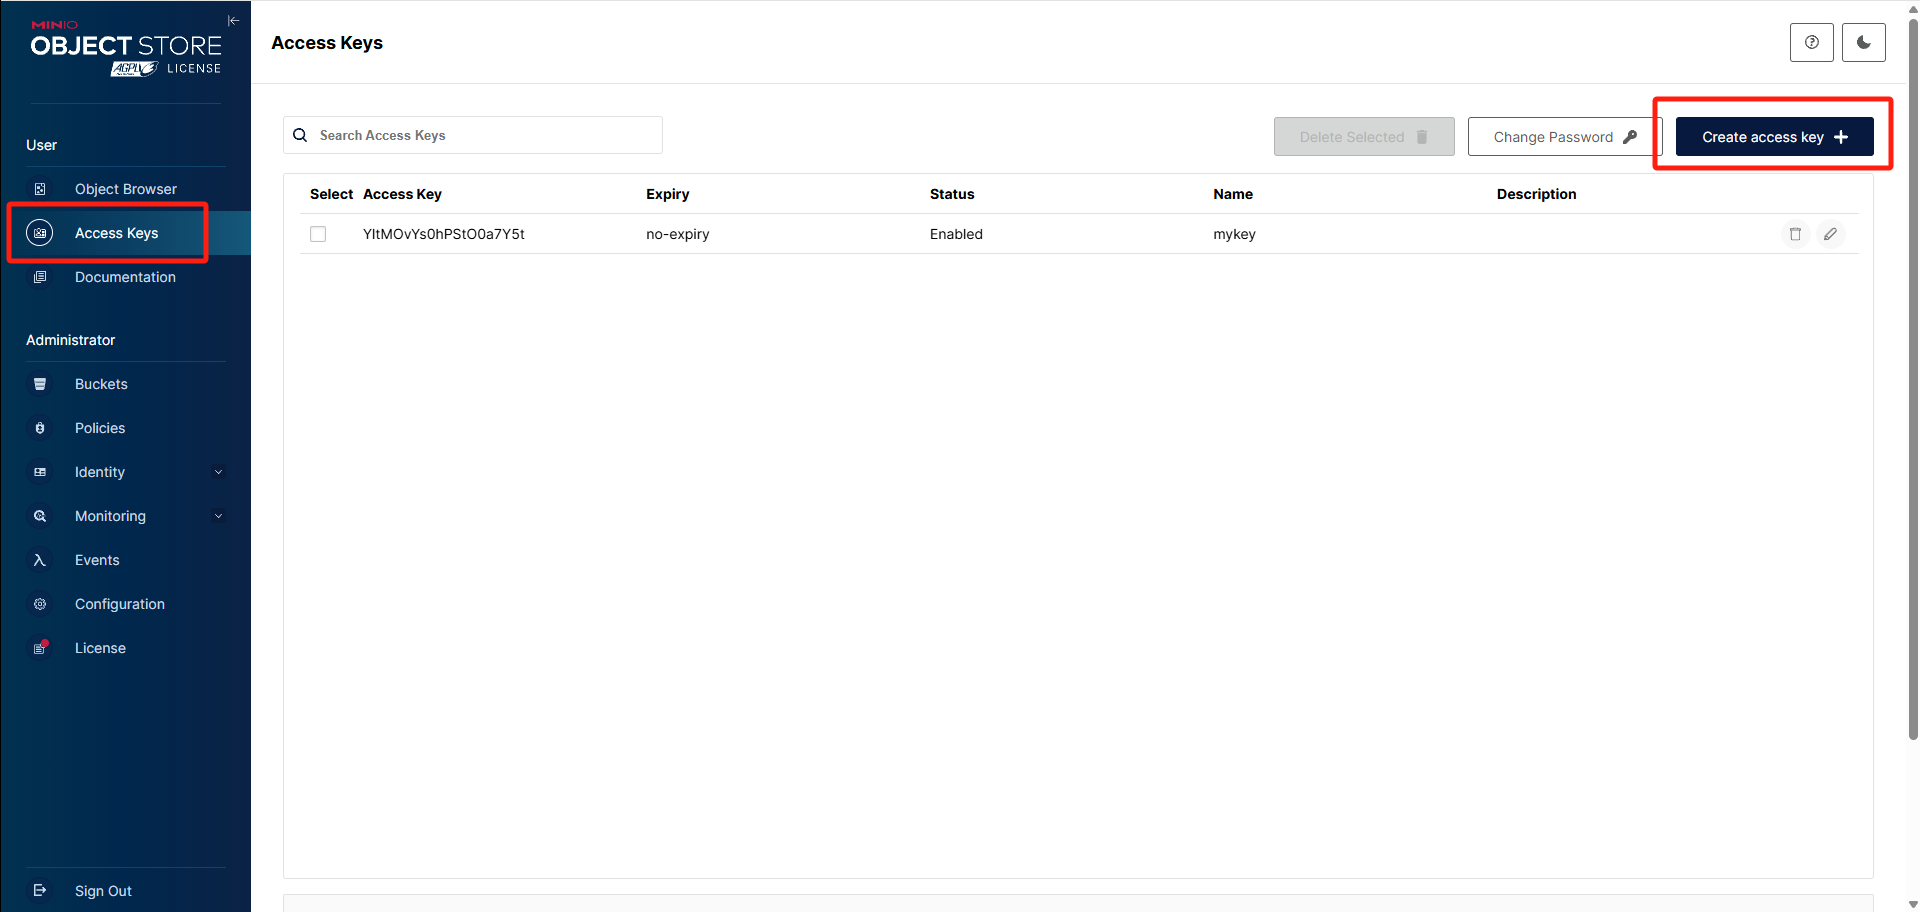 MINIO
OBJECT STORE
AGPL v3 LICENSE
Access Keys
User
Object Browser
Access Keys
Documentation
Administrator
Buckets
Policies
Identity
Monitoring
Events
Configuration
License
Sign Out
Search Access Keys
Delete Selected
Change Password
Create access key
Select Access Key Expiry Status Name Description
YItMOvYs0hPStO0a7Y5t no-expiry Enabled mykey